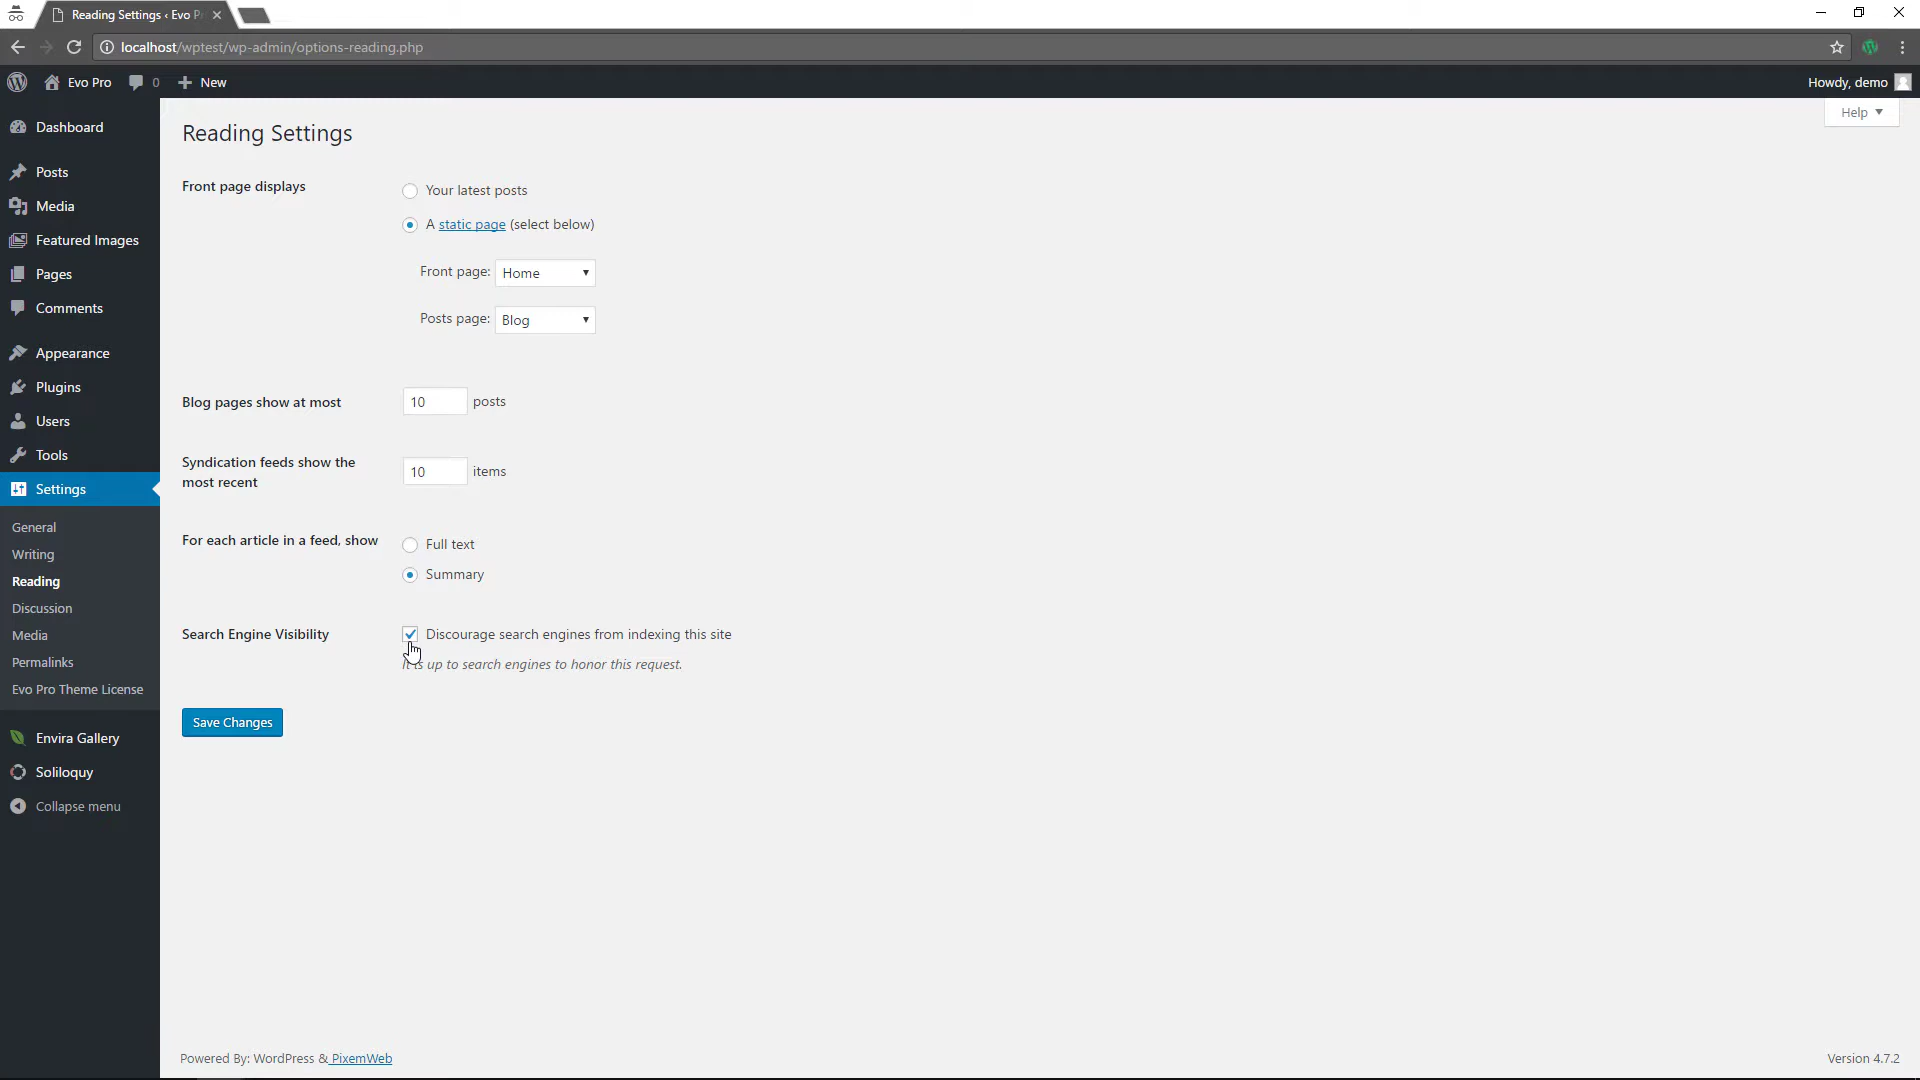 Reading Settings ‹ Evo P
localhost/wptest/wp-admin/options-reading.php
Evo Pro 0 New Howdy, demo
Help
Dashboard
Posts
Media
Featured Images
Pages
Comments
Appearance
Plugins
Users
Tools
Settings
General
Writing
Reading
Discussion
Media
Permalinks
Evo Pro Theme License
Envira Gallery
Soliloquy
Collapse menu
Reading Settings
Front page displays
Your latest posts
A static page (select below)
Front page: Home
Posts page: Blog
Blog pages show at most 10 posts
Syndication feeds show the
most recent
10 items
For each article in a feed, show
Full text
Summary
Search Engine Visibility
Discourage search engines from indexing this site
It is up to search engines to honor this request.
Save Changes
Powered By: WordPress & PixemWeb
Version 4.7.2